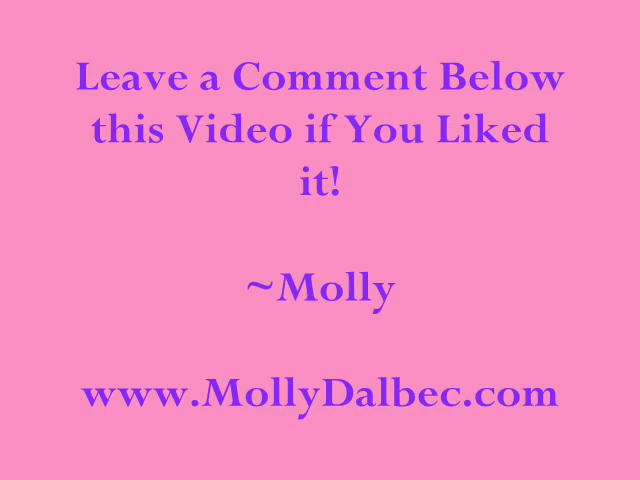 Leave a Comment Below
this Video if You Liked
it!
~Molly
www.MollyDalbec.com